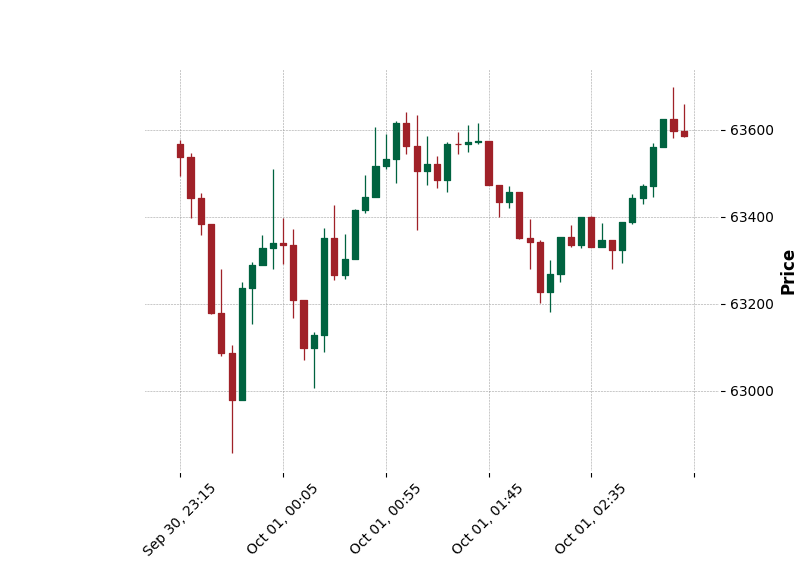 63600
63400
63200
63000
Price
Sep 30, 23:15
Oct 01, 00:05
Oct 01, 00:55
Oct 01, 01:45
Oct 01, 02:35